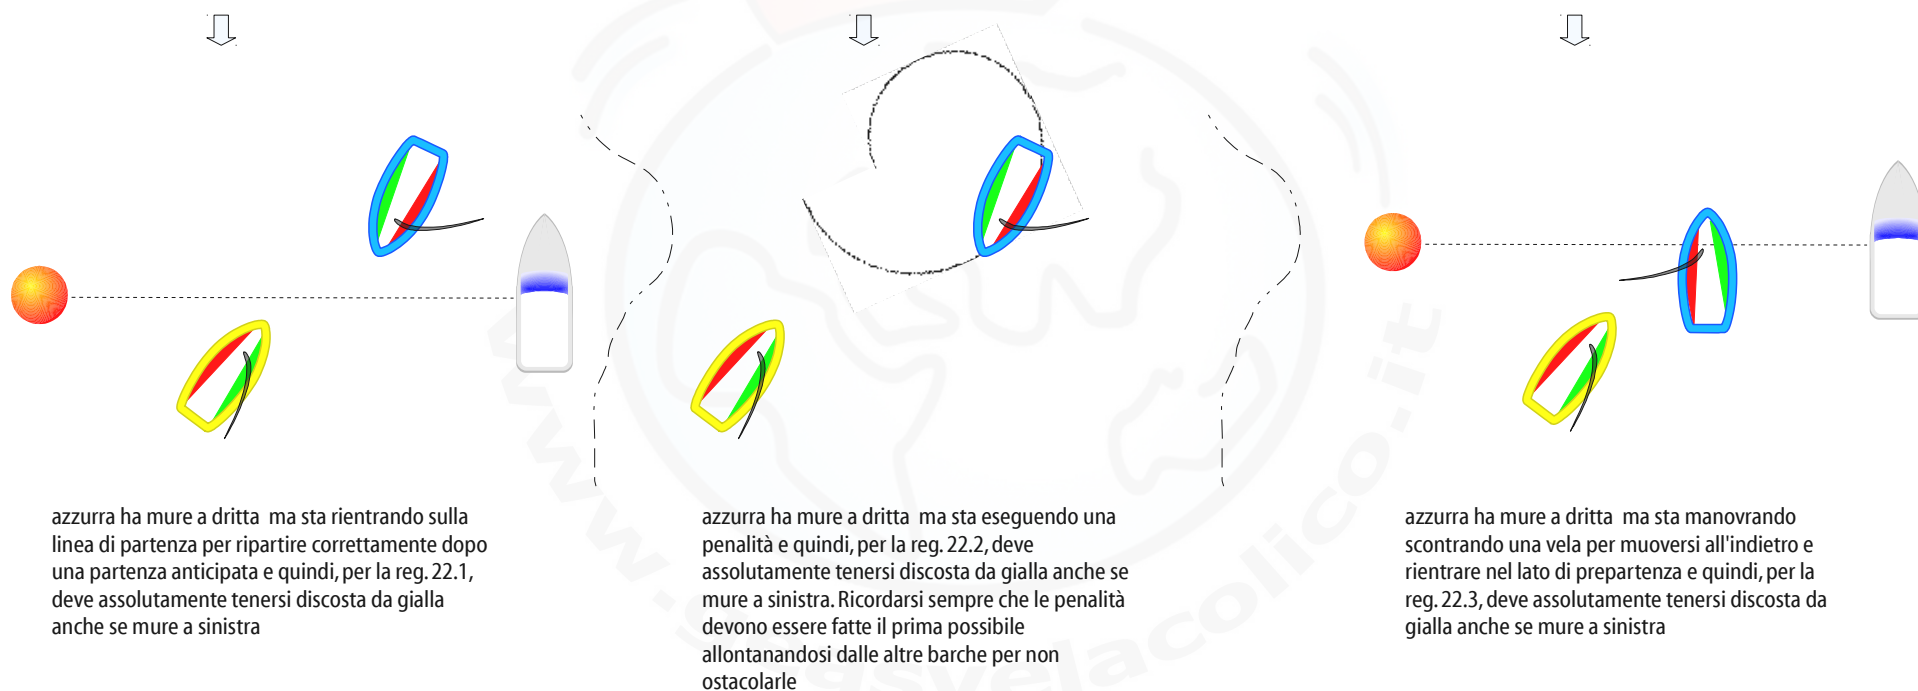 azzurra ha mure a dritta ma sta rientrando sulla
linea di partenza per ripartire correttamente dopo
una partenza anticipata e quindi, per la reg. 22.1,
deve assolutamente tenersi discosta da gialla
anche se mure a sinistra
azzurra ha mure a dritta ma sta eseguendo una
penalità e quindi, per la reg. 22.2, deve
assolutamente tenersi discosta da gialla anche se
mure a sinistra. Ricordarsi sempre che le penalità
devono essere fatte il prima possibile
allontanandosi dalle altre barche per non
ostacolarle
azzurra ha mure a dritta ma sta manovrando
scontrando una vela per muoversi all'indietro e
rientrare nel lato di prepartenza e quindi, per la
reg. 22.3, deve assolutamente tenersi discosta da
gialla anche se mure a sinistra